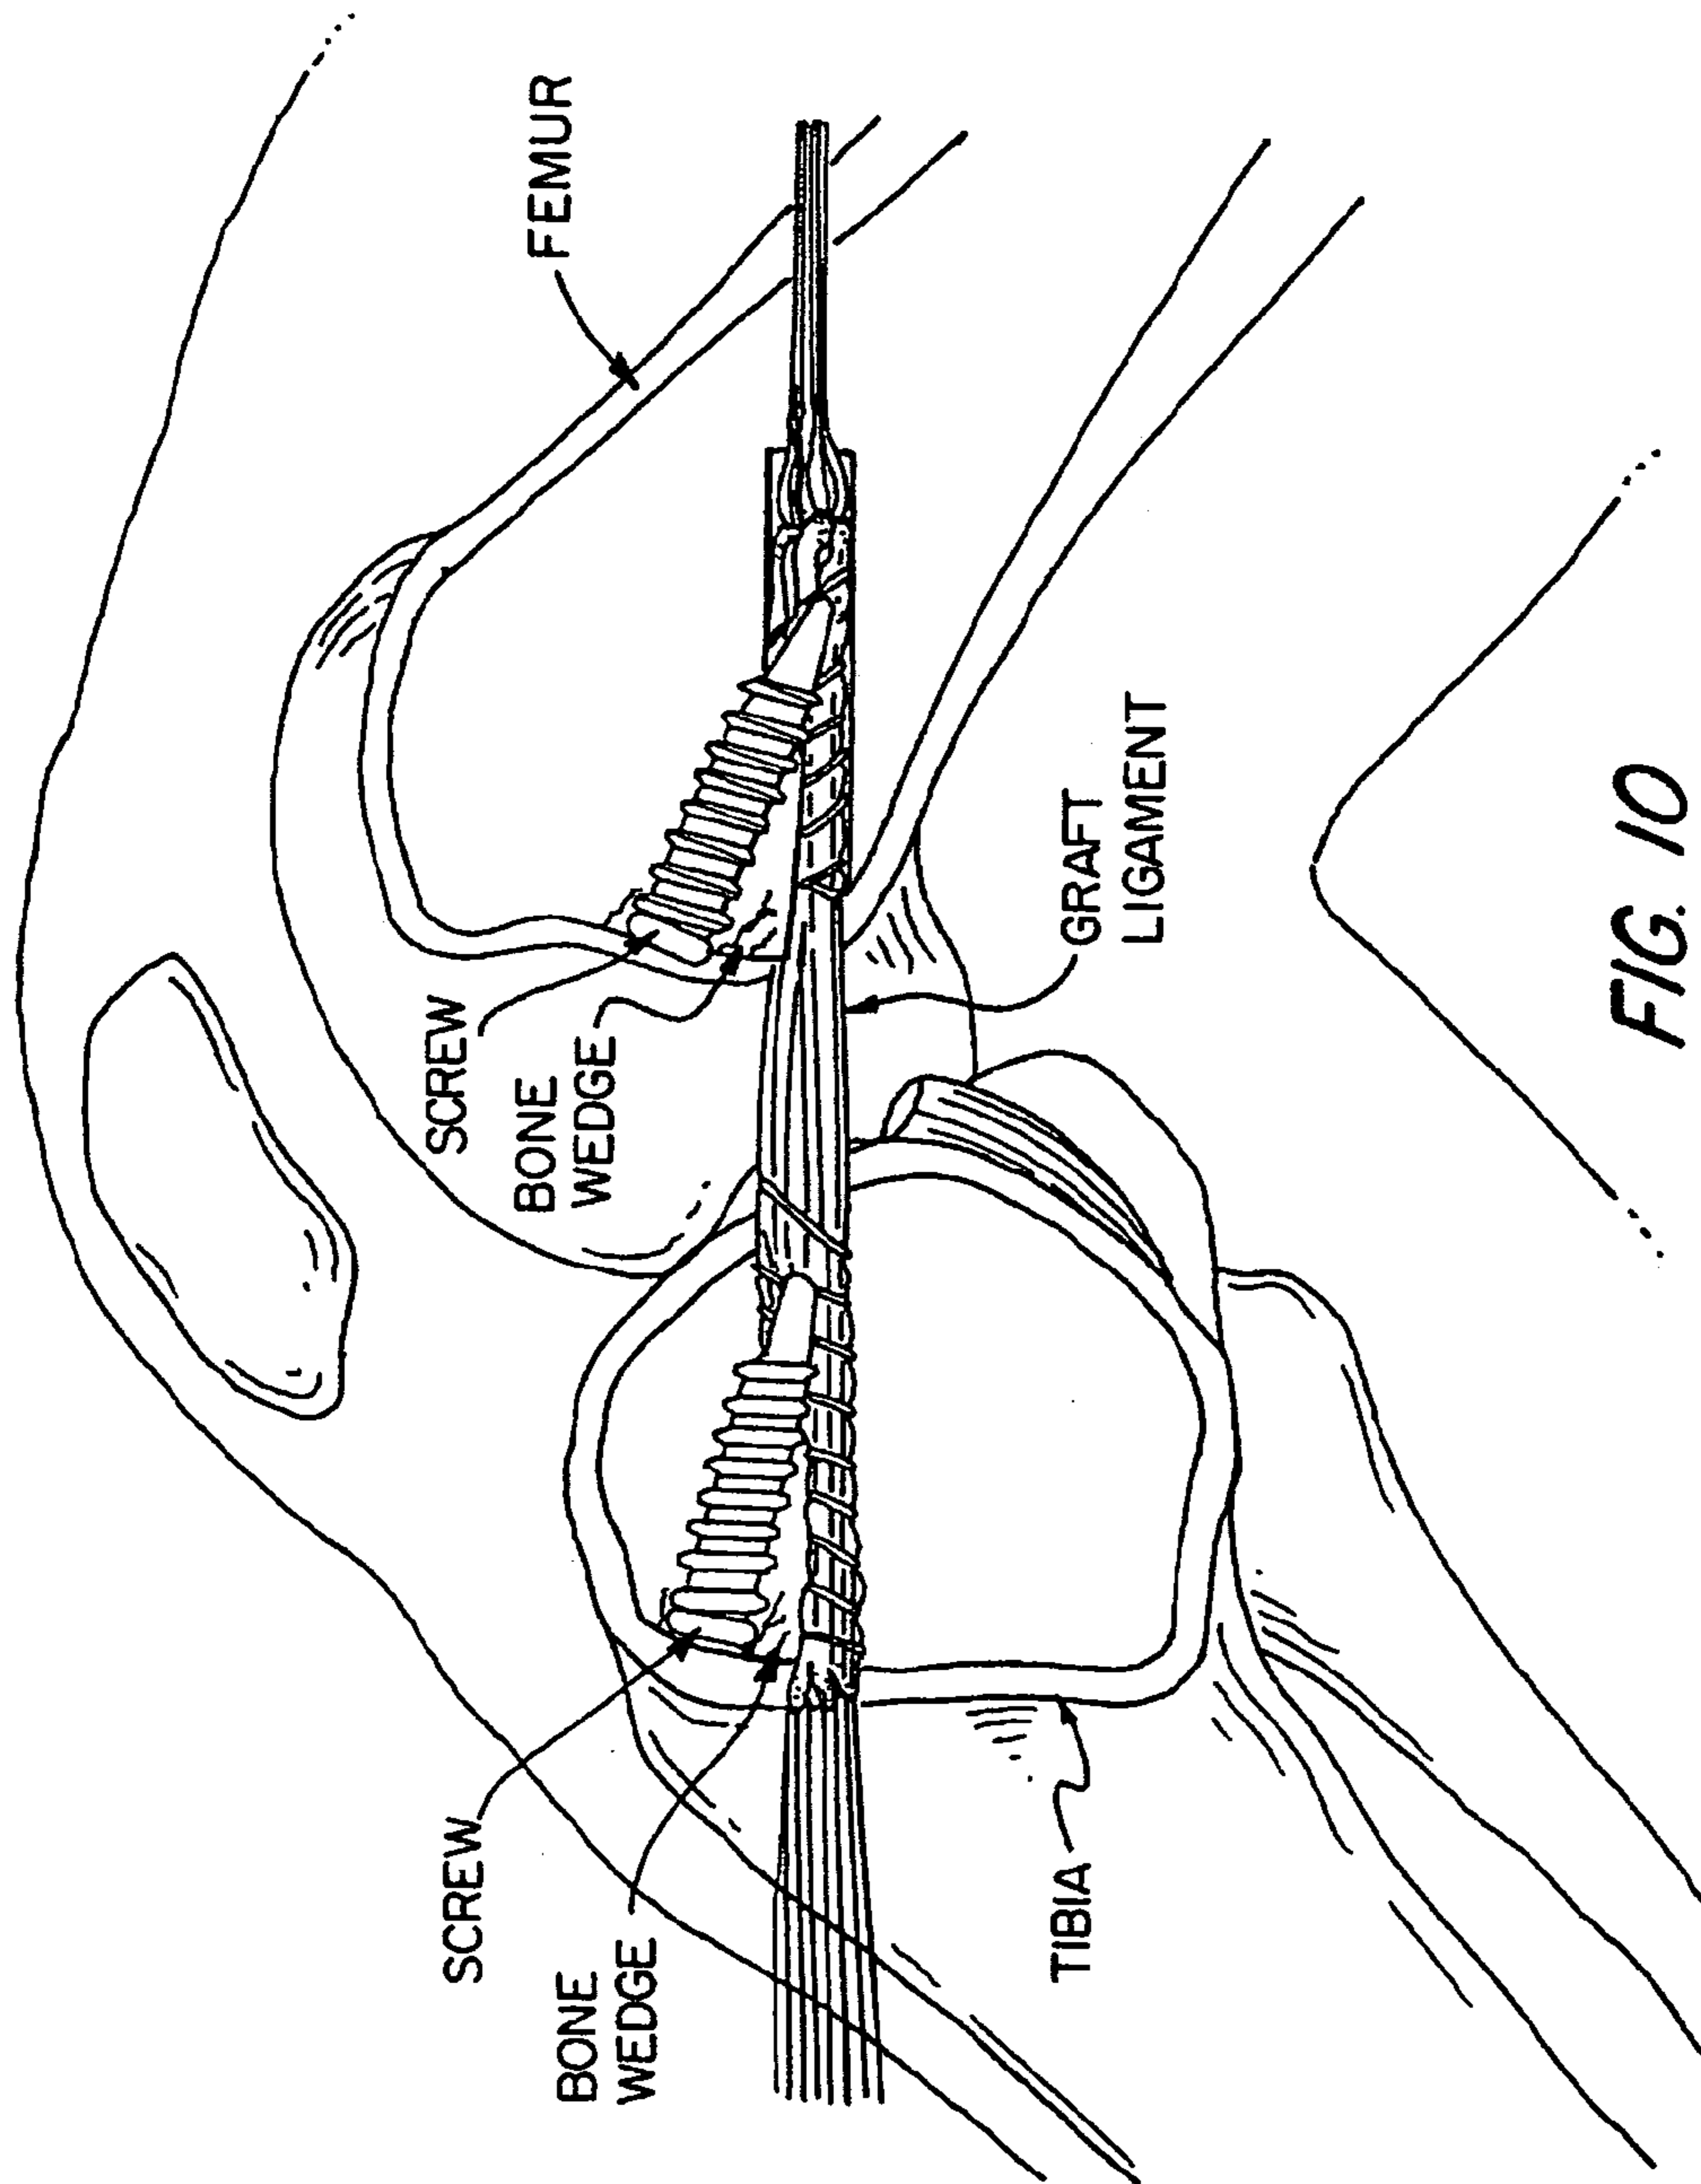 FEMUR
SCREW
BONE
WEDGE
GRAFT
LIGAMENT
SCREW
BONE
WEDGE
TIBIA
FIG. 10